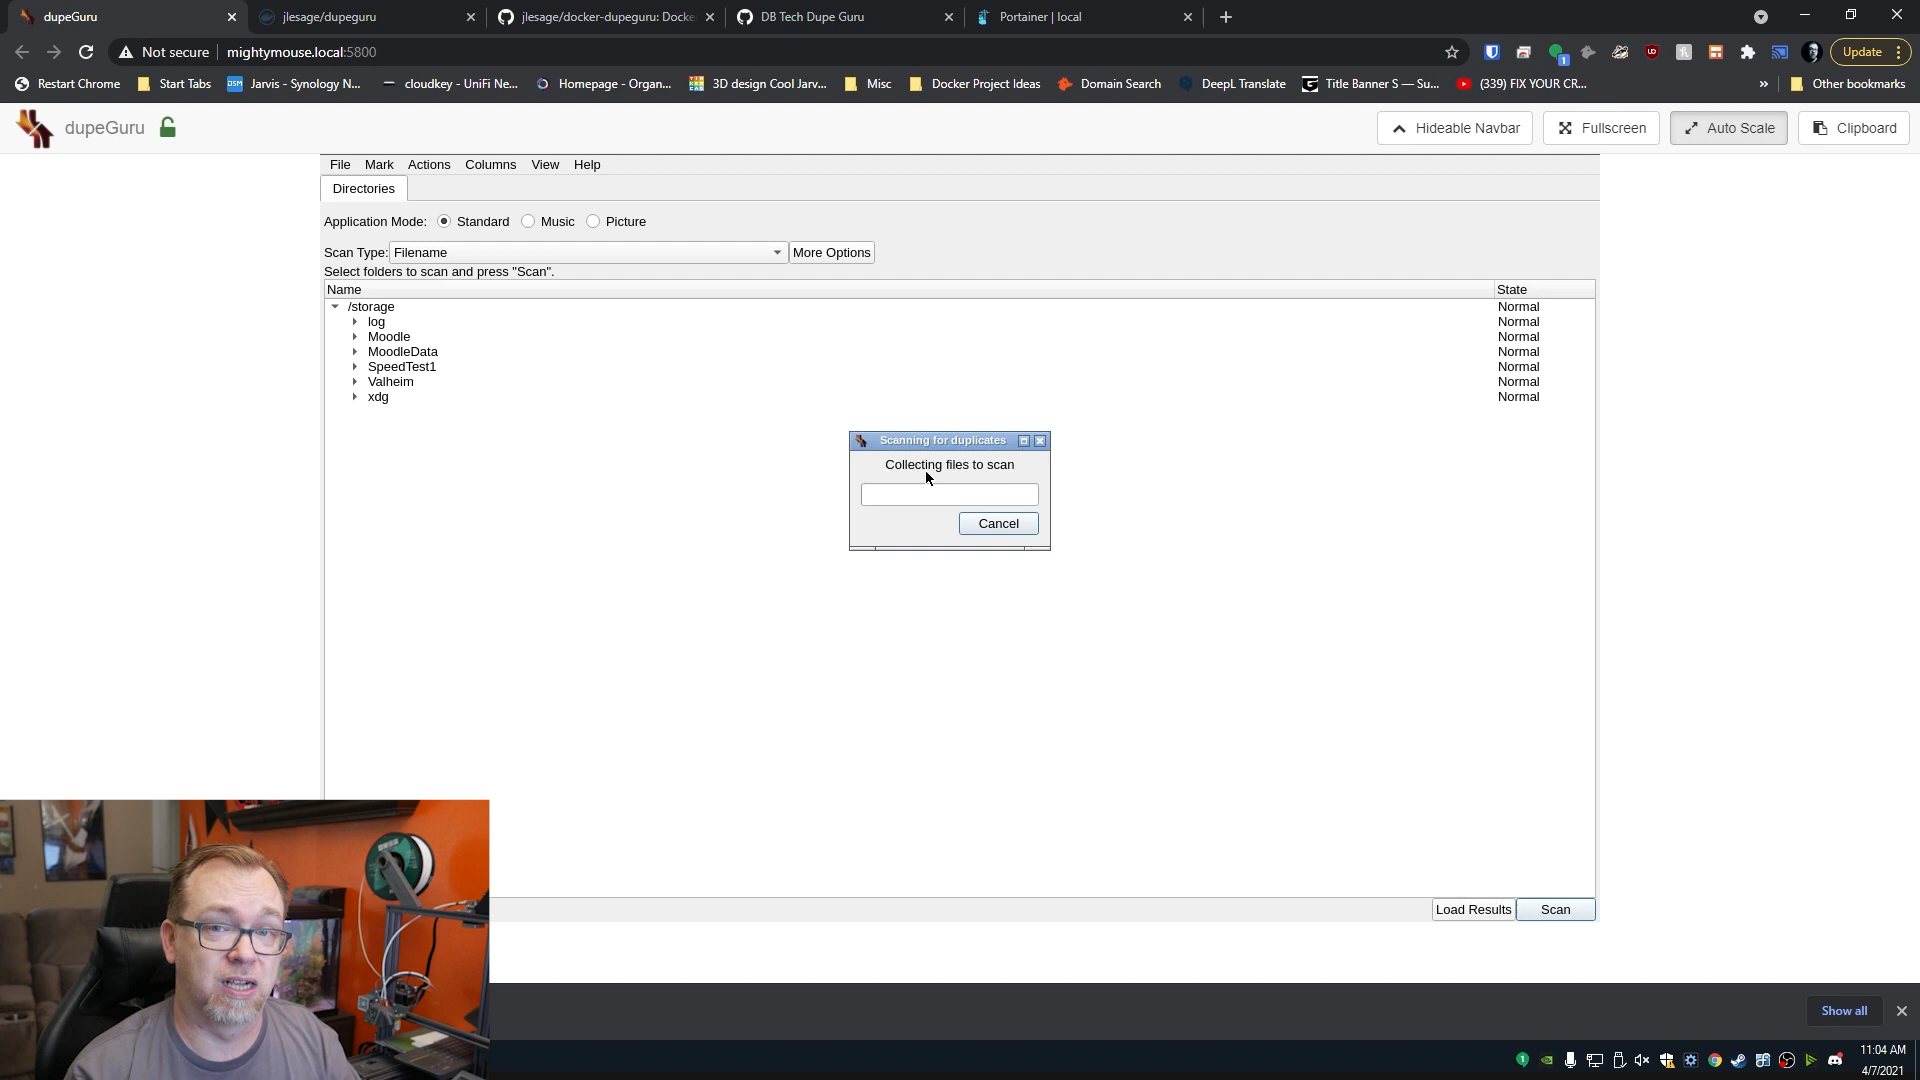 dupeGuru
jlesage/dupeguru
jlesage/docker-dupeguru: Docke
DB Tech Dupe Guru
Portainer | local
Not secure
mightymouse.local:5800
Update
Restart Chrome
Start Tabs
Jarvis - Synology N...
cloudkey - UniFi Ne...
Homepage - Organ...
3D design Cool Jarv...
Misc
Docker Project Ideas
Domain Search
DeepL Translate
Title Banner S — Su...
(339) FIX YOUR CR...
»
Other bookmarks
dupeGuru
Hideable Navbar
Fullscreen
Auto Scale
Clipboard
File Mark Actions Columns View Help
Directories
Application Mode: Standard Music Picture
Scan Type: Filename More Options
Select folders to scan and press "Scan".
Name State
/storage Normal
log Normal
Moodle Normal
MoodleData Normal
SpeedTest1 Normal
Valheim Normal
xdg Normal
Scanning for duplicates
Collecting files to scan
Cancel
Load Results Scan
Show all
11:04 AM
4/7/2021